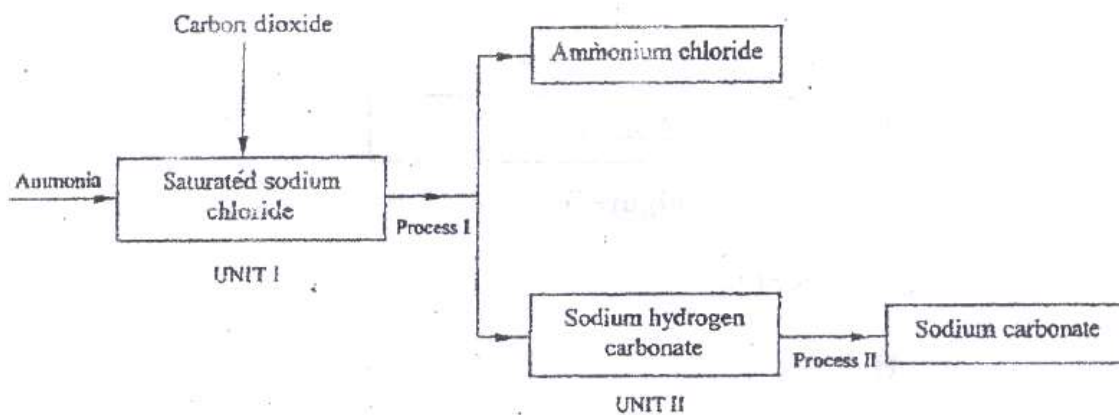 Carbon dioxide
Ammonium chloride
Ammonia
Saturated sodium
chloride
Process I
UNIT I
Sodium hydrogen
carbonate
Process II
Sodium carbonate
UNIT II